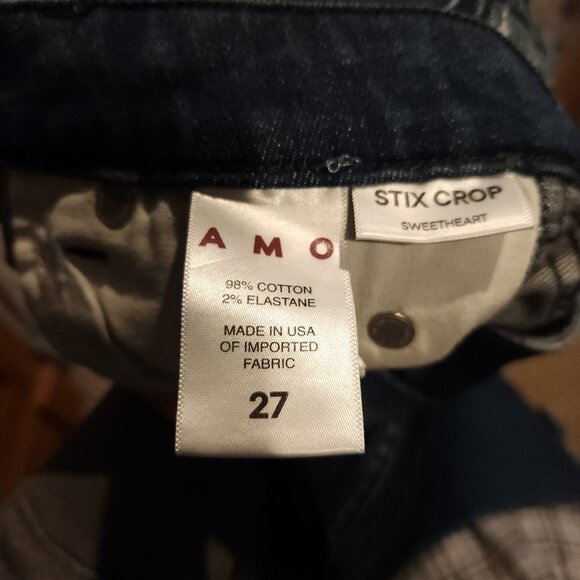 STIX CROP
SWEETHEART
AMO
98% COTTON
2% ELASTANE
MADE IN USA
OF IMPORTED
FABRIC
27